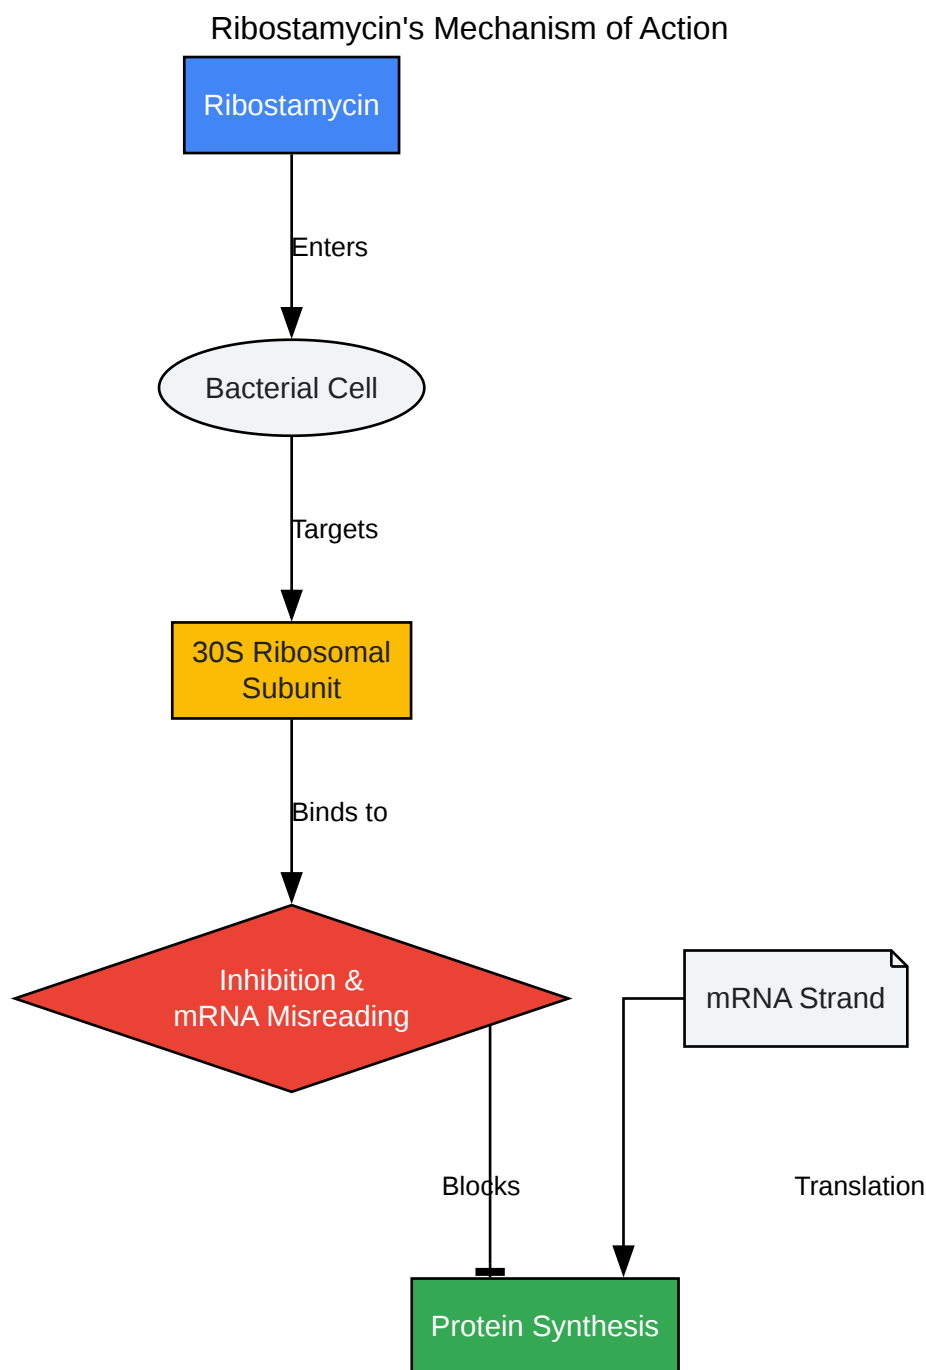 Ribostamycin's Mechanism of Action
Ribostamycin
Enters
Bacterial Cell
Targets
30S Ribosomal
Subunit
Binds to
Inhibition &
mRNA Misreading
mRNA Strand
Blocks
Translation
Protein Synthesis